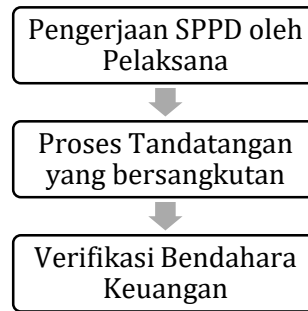 Pengerjaan SPPD oleh
Pelaksana
Proses Tandatangan
yang bersangkutan
Verifikasi Bendahara
Keuangan